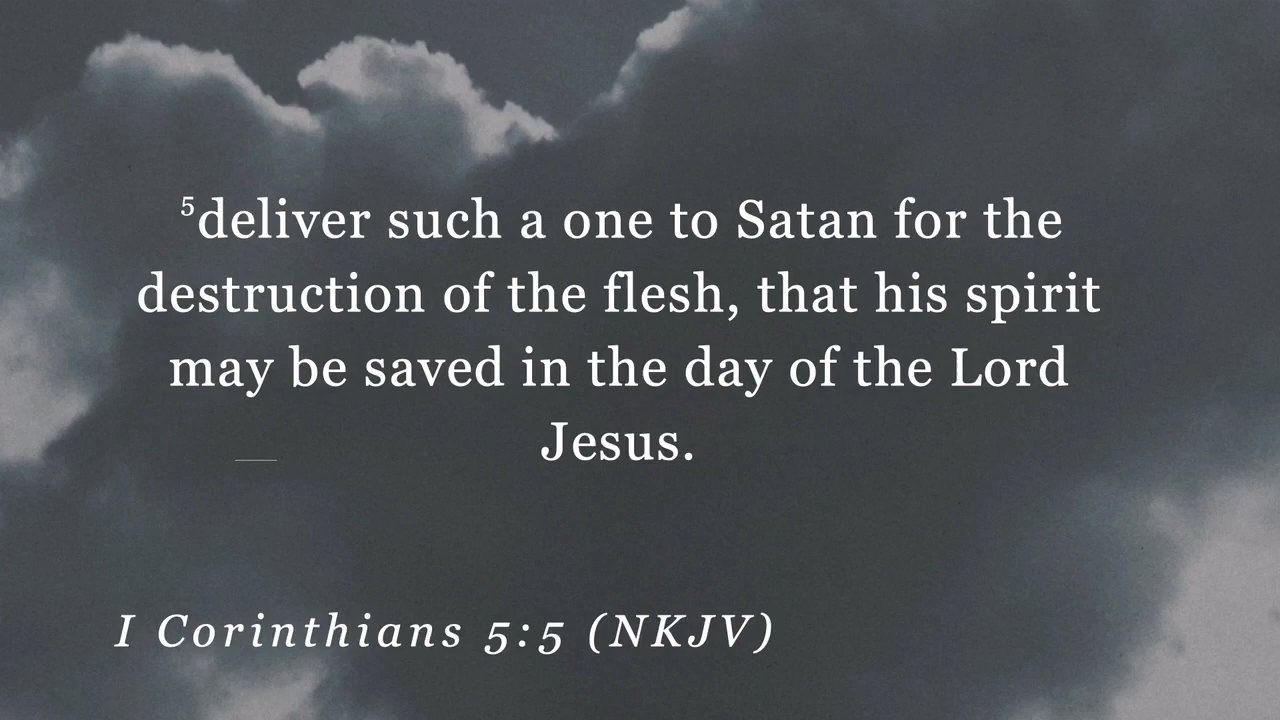 ⁵deliver such a one to Satan for the
destruction of the flesh, that his spirit
may be saved in the day of the Lord
Jesus.
I Corinthians 5:5 (NKJV)